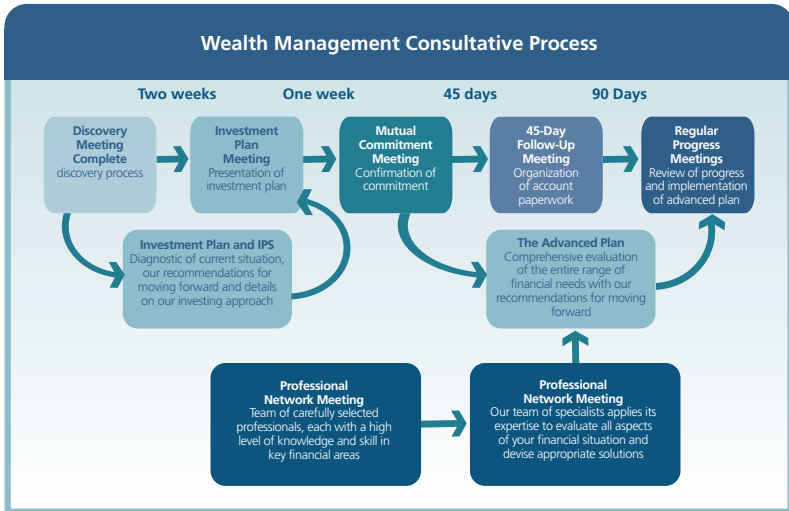 Wealth Management Consultative Process
Two weeks
One week
45 days
90 Days
Discovery
Meeting
Complete
discovery process
Investment
Plan
Meeting
Presentation of
investment plan
Mutual
Commitment
Meeting
Confirmation of
commitment
45-Day
Follow-Up
Meeting
Organization
of account
paperwork
Regular
Progress
Meetings
Review of progress
and implementation
of advanced plan
Investment Plan and IPS
Diagnostic of current situation,
our recommendations for
moving forward and details
on our investing approach
The Advanced Plan
Comprehensive evaluation
of the entire range of
financial needs with our
recommendations for moving
forward
Professional
Network Meeting
Team of carefully selected
professionals, each with a high
level of knowledge and skill in
key financial areas
Professional
Network Meeting
Our team of specialists applies its
expertise to evaluate all aspects
of your financial situation and
devise appropriate solutions